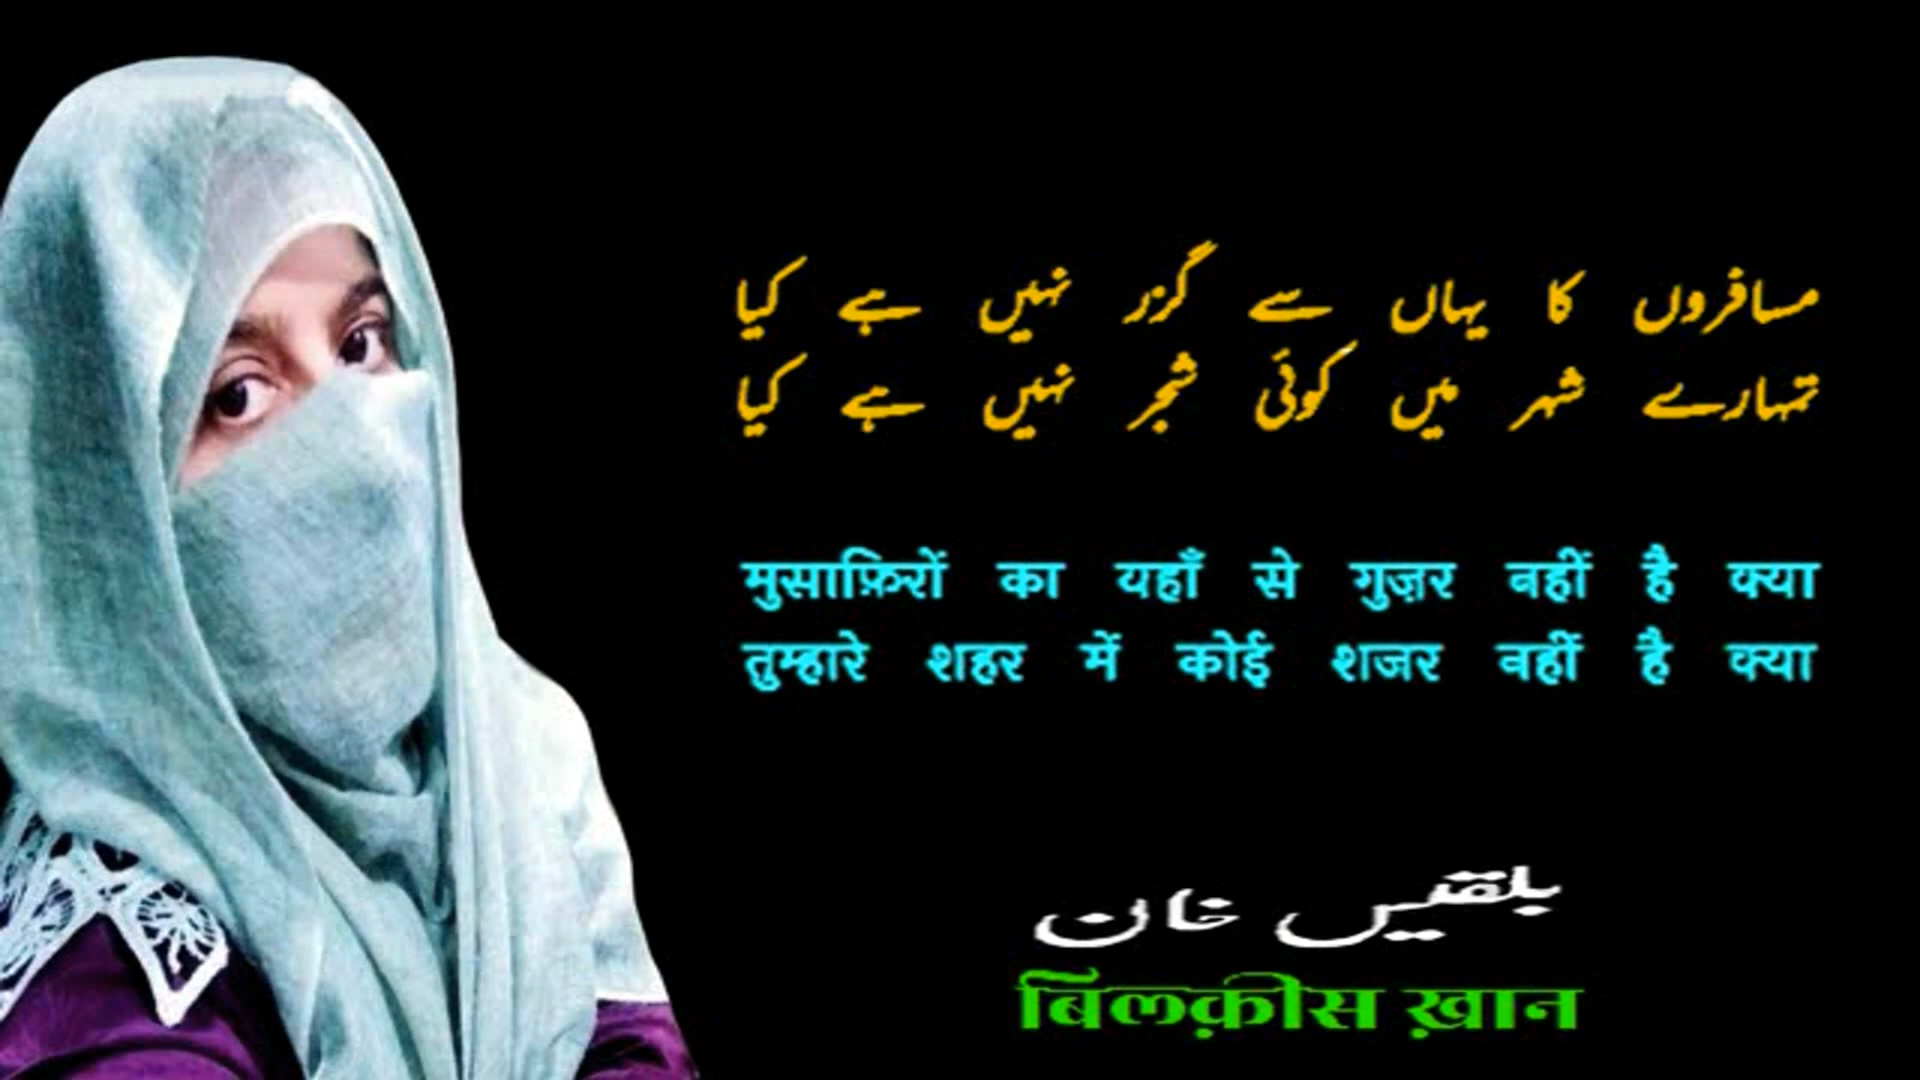 مسافروں کا یہاں سے گزر نہیں ہے کیا
تمہارے شہر میں کوئی شجر نہیں ہے کیا
मुसाफ़िरों का यहाँ से गुज़र नहीं है क्या
तुम्हारे शहर में कोई शजर नहीं है क्या
بلقیس خان
बिलक़ीस ख़ान